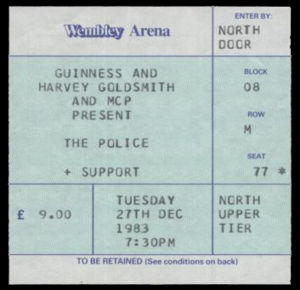 Wembley Arena
ENTER BY:
NORTH
DOOR
GUINNESS AND
HARVEY GOLDSMITH
AND MCP
PRESENT
THE POLICE
+ SUPPORT
BLOCK
08
ROW
M
SEAT
77 *
£ 9.00
TUESDAY
27TH DEC
1983
7:30PM
NORTH
UPPER
TIER
TO BE RETAINED (See conditions on back)